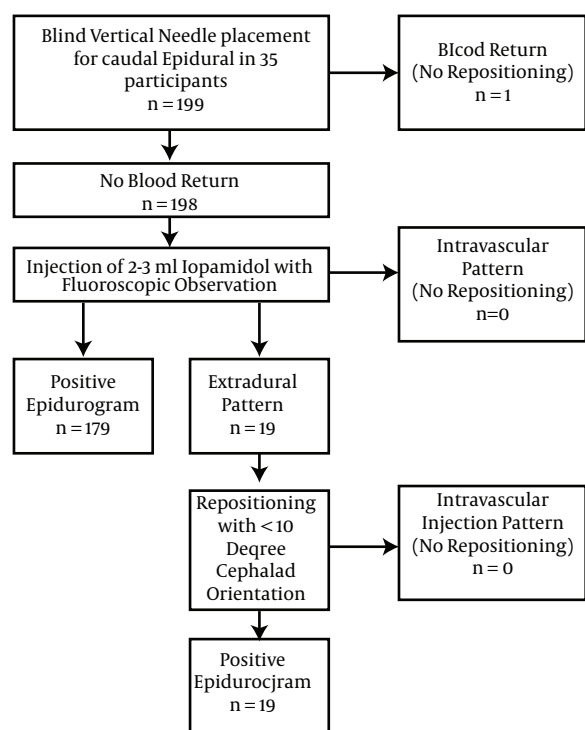 Blind Vertical Needle placement
for caudal Epidural in 35
participants
n = 199
BIcod Return
(No Repositioning)
n = 1
No Blood Return
n = 198
Injection of 2-3 ml Iopamidol with
Fluoroscopic Observation
Intravascular
Pattern
(No Repositioning)
n=0
Positive
Epidurogram
n = 179
Extradural
Pattern
n = 19
Repositioning
with < 10
Deqree
Cephalad
Orientation
Intravascular
Injection Pattern
(No Repositioning)
n = 0
Positive
Epidurocjram
n = 19